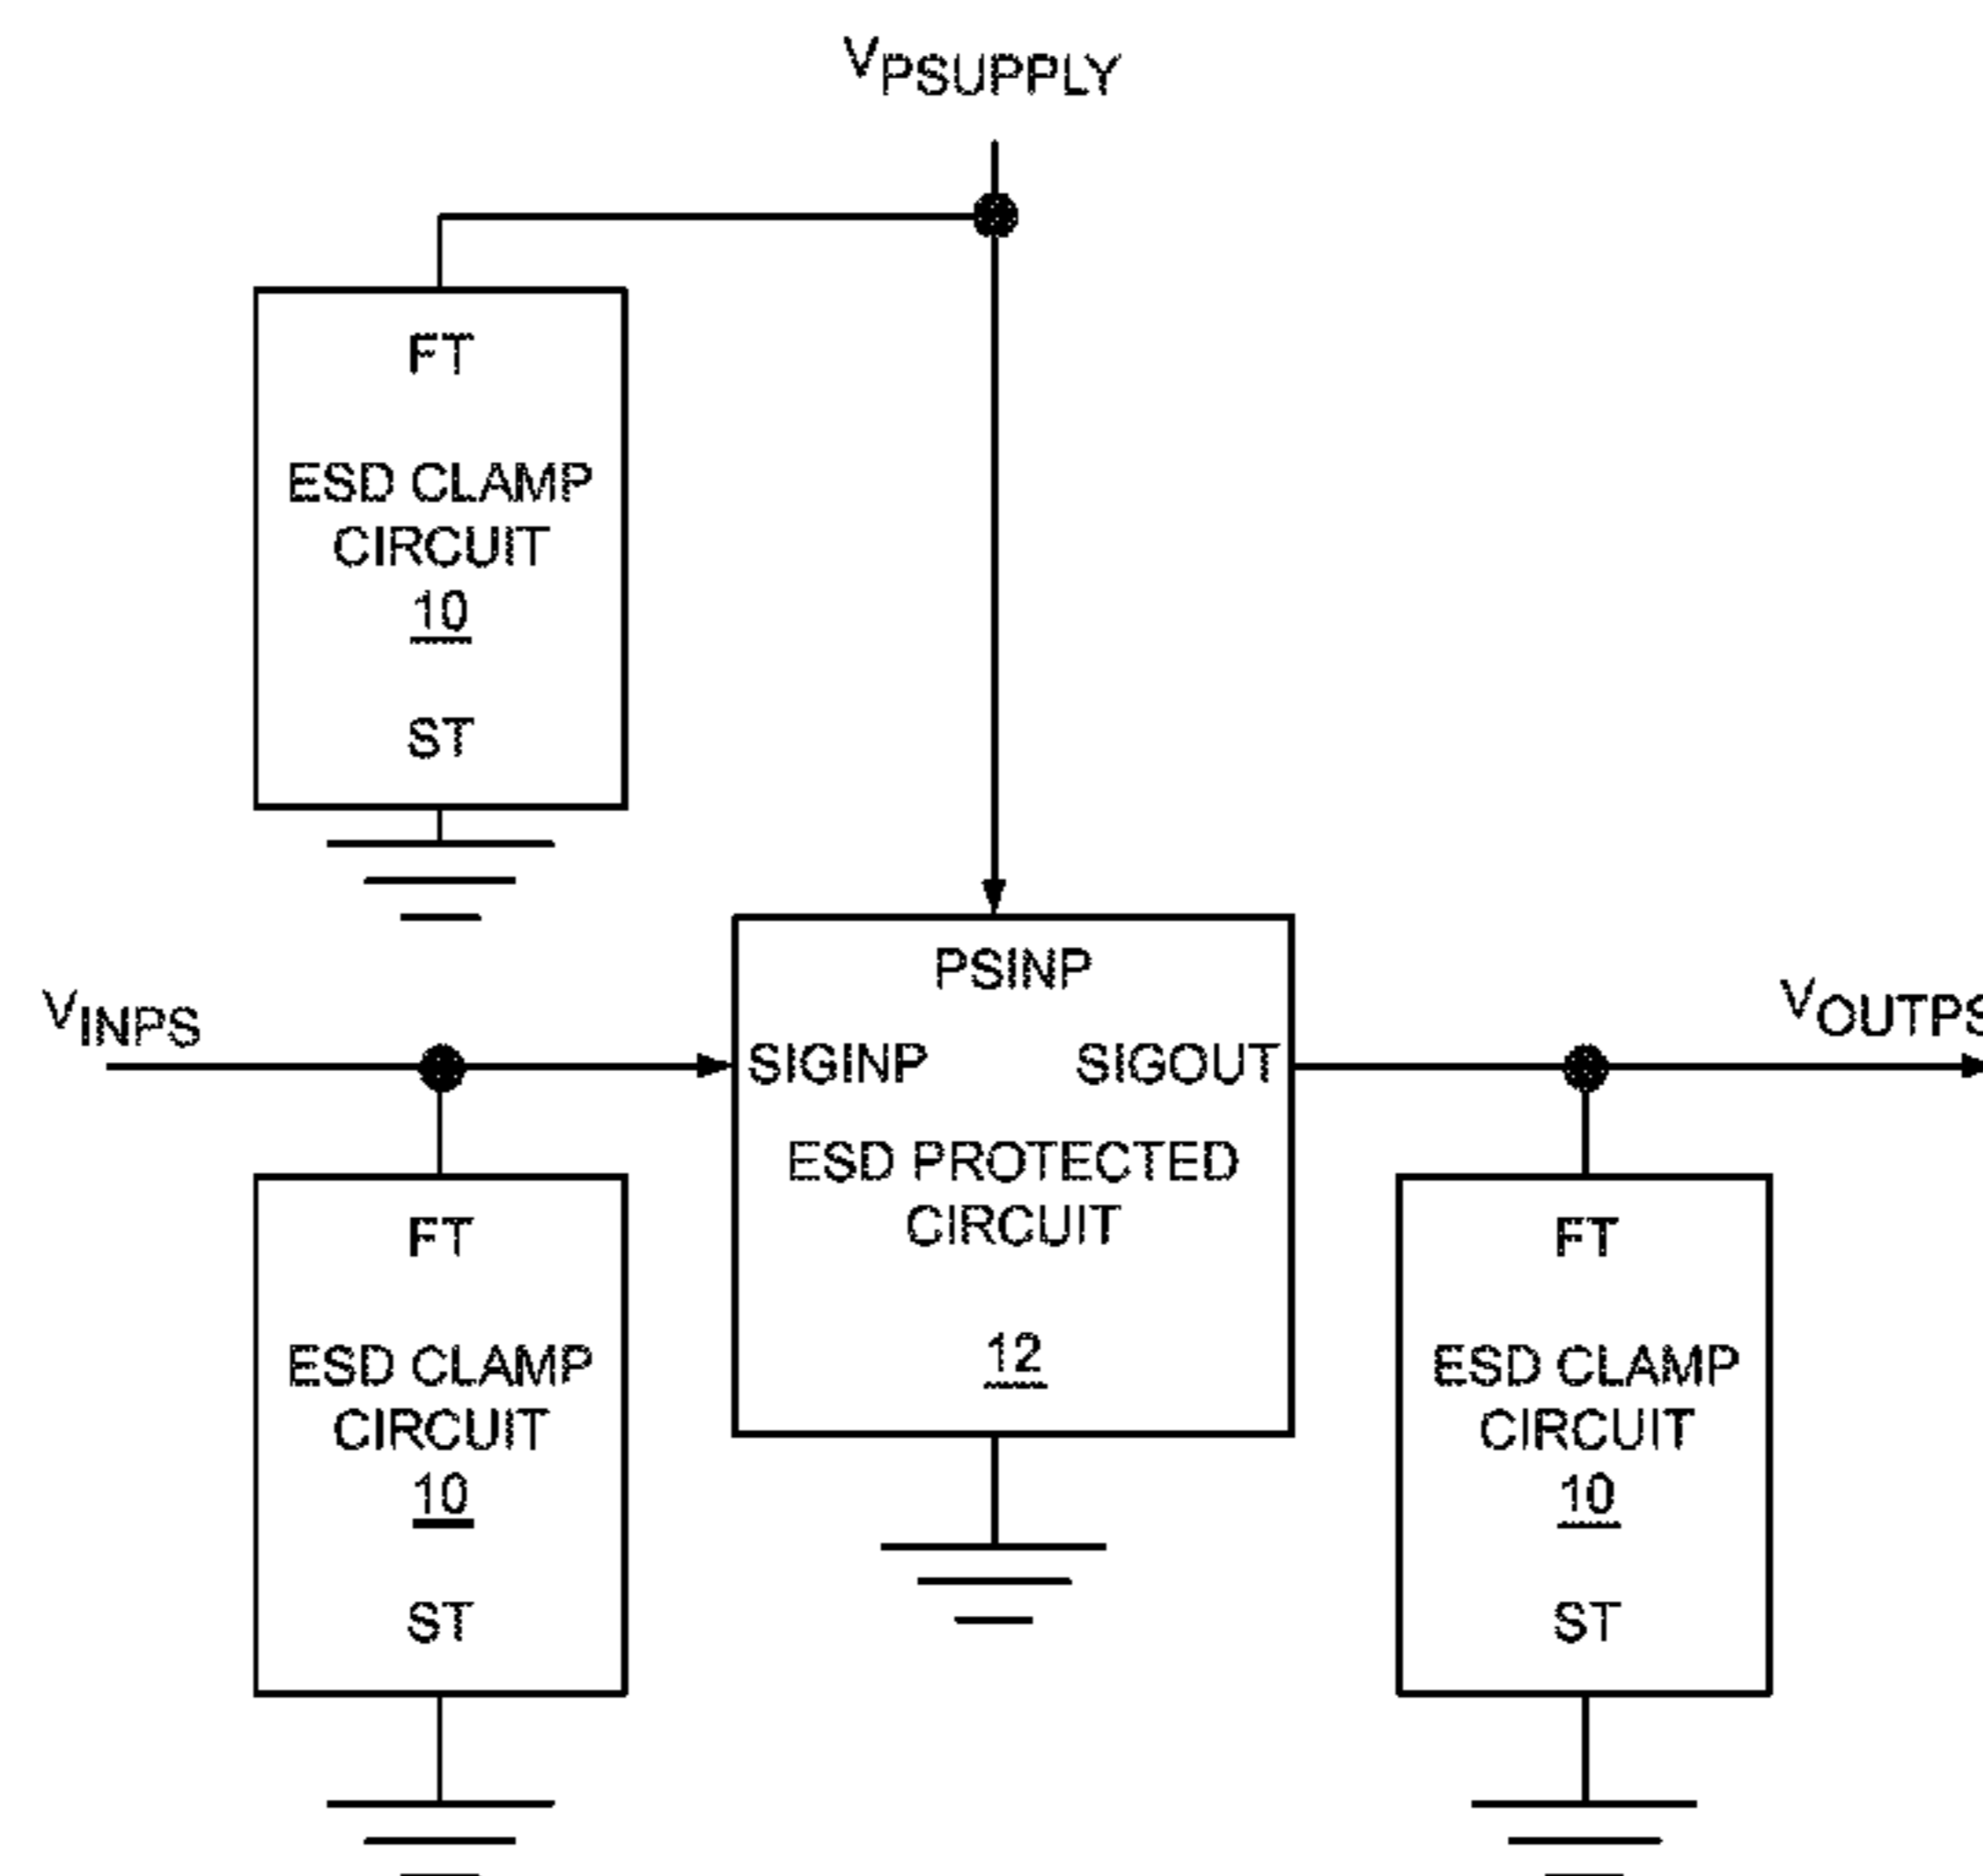 VPSUPPLY
FT
ESD CLAMP
CIRCUIT
10
ST
VINPS
PSINP
SIGINP SIGOUT
ESD PROTECTED
CIRCUIT
12
VOUTPS
FT
ESD CLAMP
CIRCUIT
10
ST
FT
ESD CLAMP
CIRCUIT
10
ST